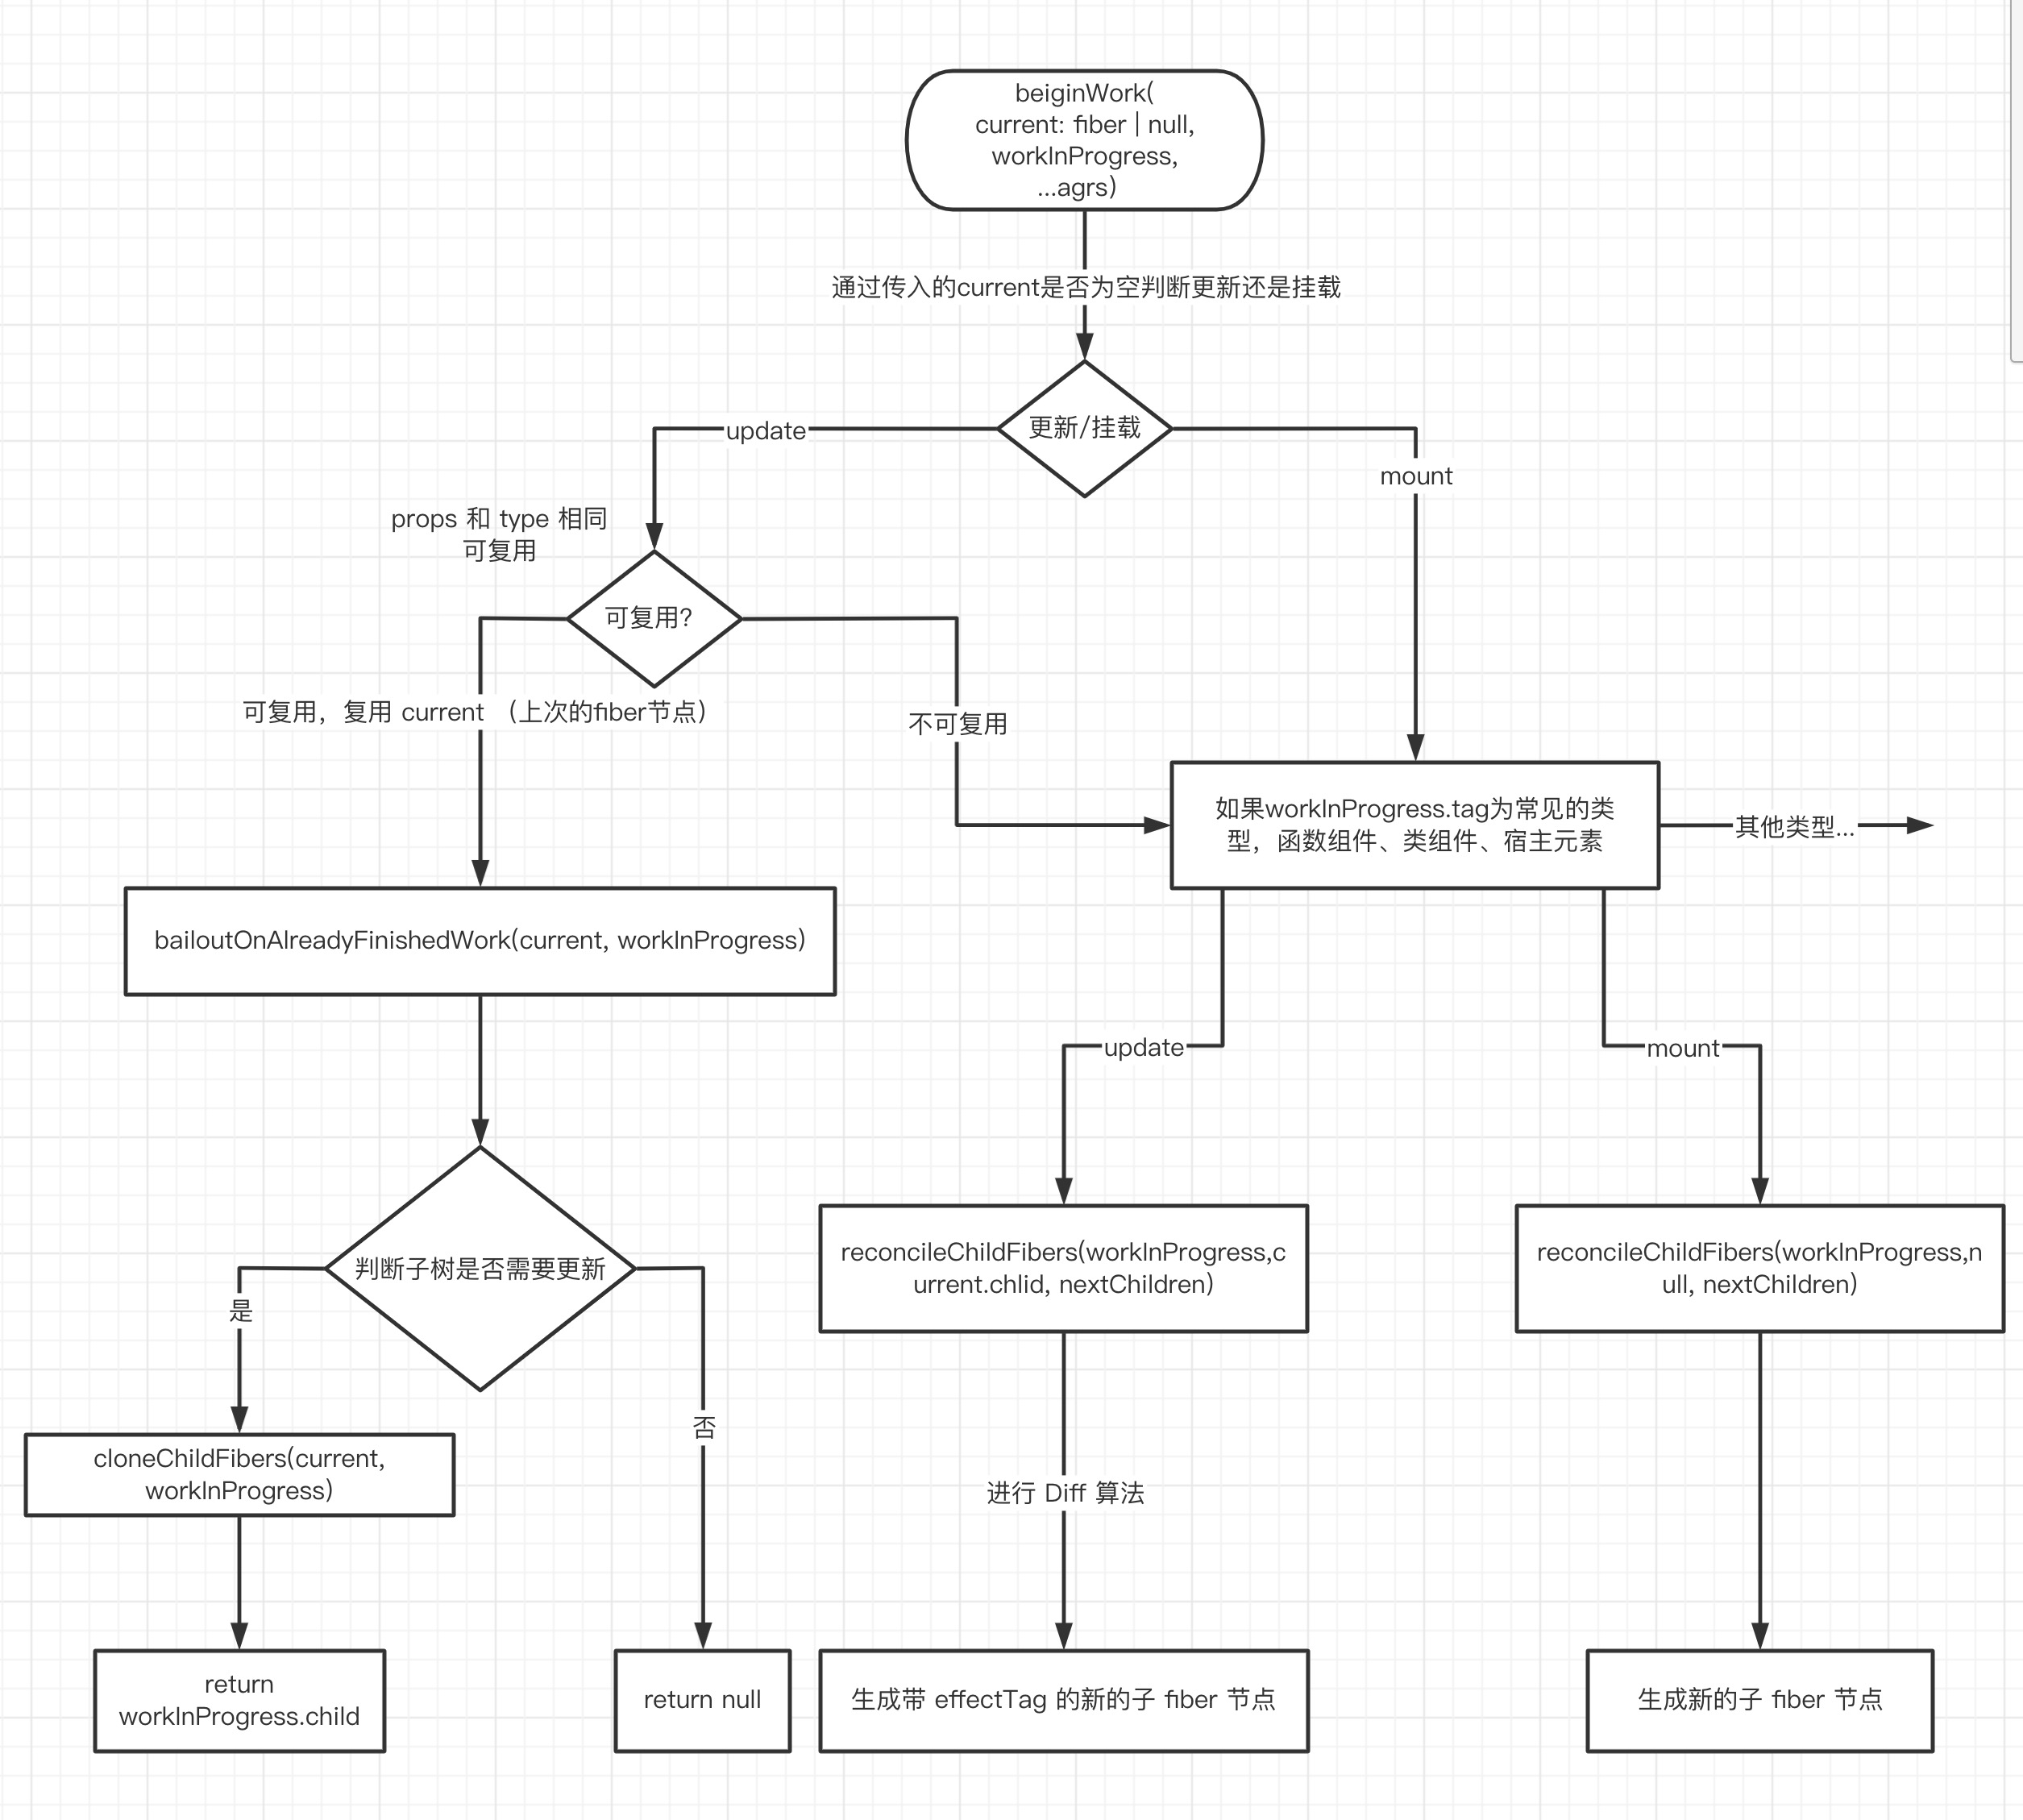 beiginWork(
current: fiber | null,
workInProgress,
...agrs)
通过传入的current是否为空判断更新还是挂载
更新/挂载
update
mount
props 和 type 相同
可复用
可复用?
可复用，复用 current （上次的fiber节点）
不可复用
如果workInProgress.tag为常见的类
型，函数组件、类组件、宿主元素
其他类型...
bailoutOnAlreadyFinishedWork(current, workInProgress)
update
mount
判断子树是否需要更新
reconcileChildFibers(workInProgress,c
urrent.chlid, nextChildren)
reconcileChildFibers(workInProgress,n
ull, nextChildren)
是
否
cloneChildFibers(current,
workInProgress)
进行 Diff 算法
return
workInProgress.child
return null
生成带 effectTag 的新的子 fiber 节点
生成新的子 fiber 节点